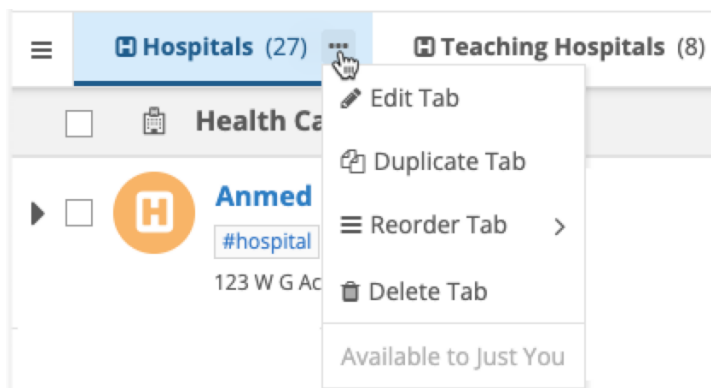 Hospitals (27) ... Teaching Hospitals (8)
Edit Tab
Health Ca
Duplicate Tab
Anmed
Reorder Tab
#hospital
123 W G Ac
Delete Tab
Available to Just You